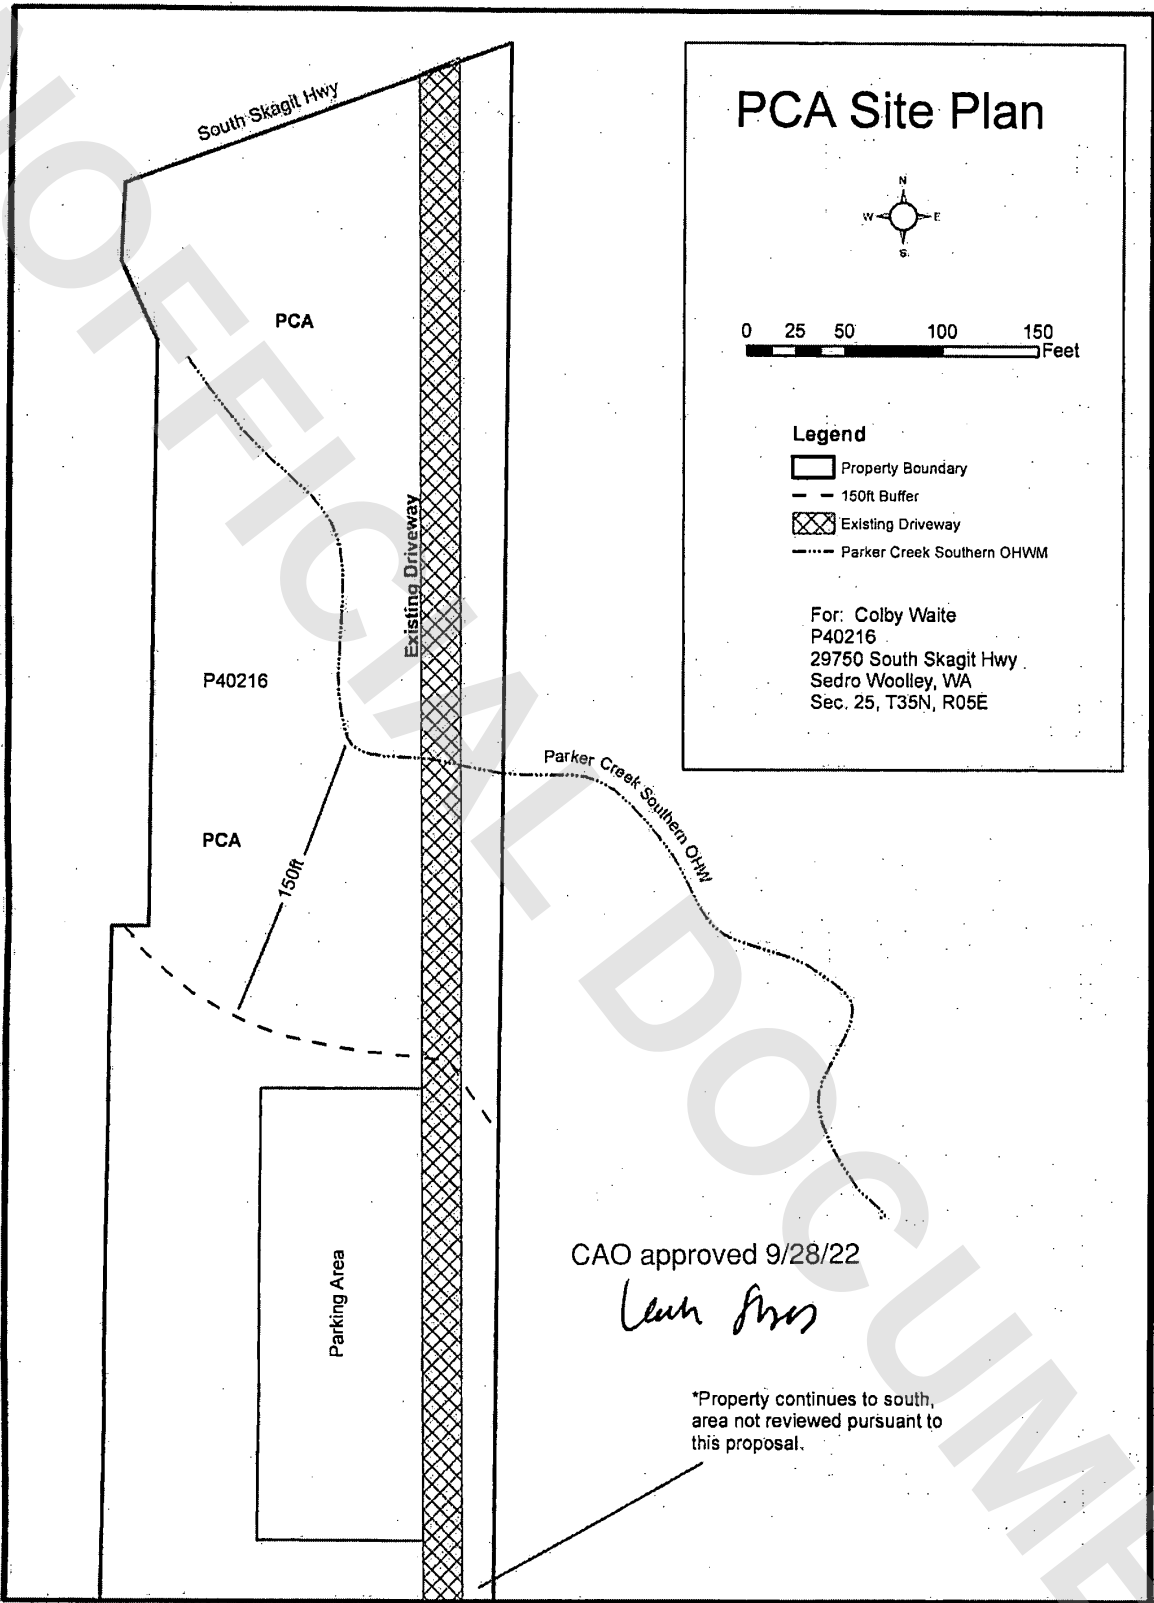 South Skagit Hwy
PCA
Existing Driveway
P40216
PCA
150ft
Parker Creek Southern OHW
Parking Area
PCA Site Plan
N
W E
S
0 25 50 100 150
Feet
Legend
Property Boundary
150ft Buffer
Existing Driveway
Parker Creek Southern OHWM
For: Colby Waite
P40216
29750 South Skagit Hwy
Sedro Woolley, WA
Sec. 25, T35N, R05E
CAO approved 9/28/22
*Property continues to south,
area not reviewed pursuant to
this proposal.
UNOFFICIAL DOCUMENT